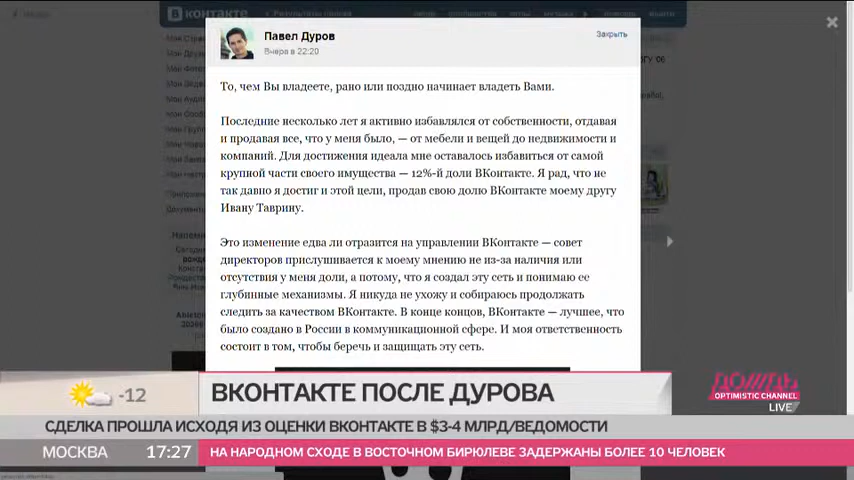 ВКОНТАКТЕ
Павел Дуров
Вчера в 22:20
Закрыть
То, чем Вы владеете, рано или поздно начинает владеть Вами.
Последние несколько лет я активно избавлялся от собственности, отдавая
и продавая все, что у меня было, — от мебели и вещей до недвижимости и
компаний. Для достижения идеала мне оставалось избавиться от самой
крупной части своего имущества — 12%-й доли ВКонтакте. Я рад, что не
так давно я достиг и этой цели, продав свою долю ВКонтакте моему другу
Ивану Таврину.
Это изменение едва ли отразится на управлении ВКонтакте — совет
директоров прислушивается к моему мнению не из-за наличия или
отсутствия у меня доли, а потому, что я создал эту сеть и понимаю ее
глубинные механизмы. Я никуда не ухожу и собираюсь продолжать
следить за качеством ВКонтакте. В конце концов, ВКонтакте — лучшее, что
было создано в России в коммуникационной сфере. И моя ответственность
состоит в том, чтобы беречь и защищать эту сеть.
-12
ВКОНТАКТЕ ПОСЛЕ ДУРОВА
ДОЖДЬ
OPTIMISTIC CHANNEL
LIVE
СДЕЛКА ПРОШЛА ИСХОДЯ ИЗ ОЦЕНКИ ВКОНТАКТЕ В $3-4 МЛРД/ВЕДОМОСТИ
МОСКВА 17:27 НА НАРОДНОМ СХОДЕ В ВОСТОЧНОМ БИРЮЛЕВЕ ЗАДЕРЖАНЫ БОЛЕЕ 10 ЧЕЛОВЕК